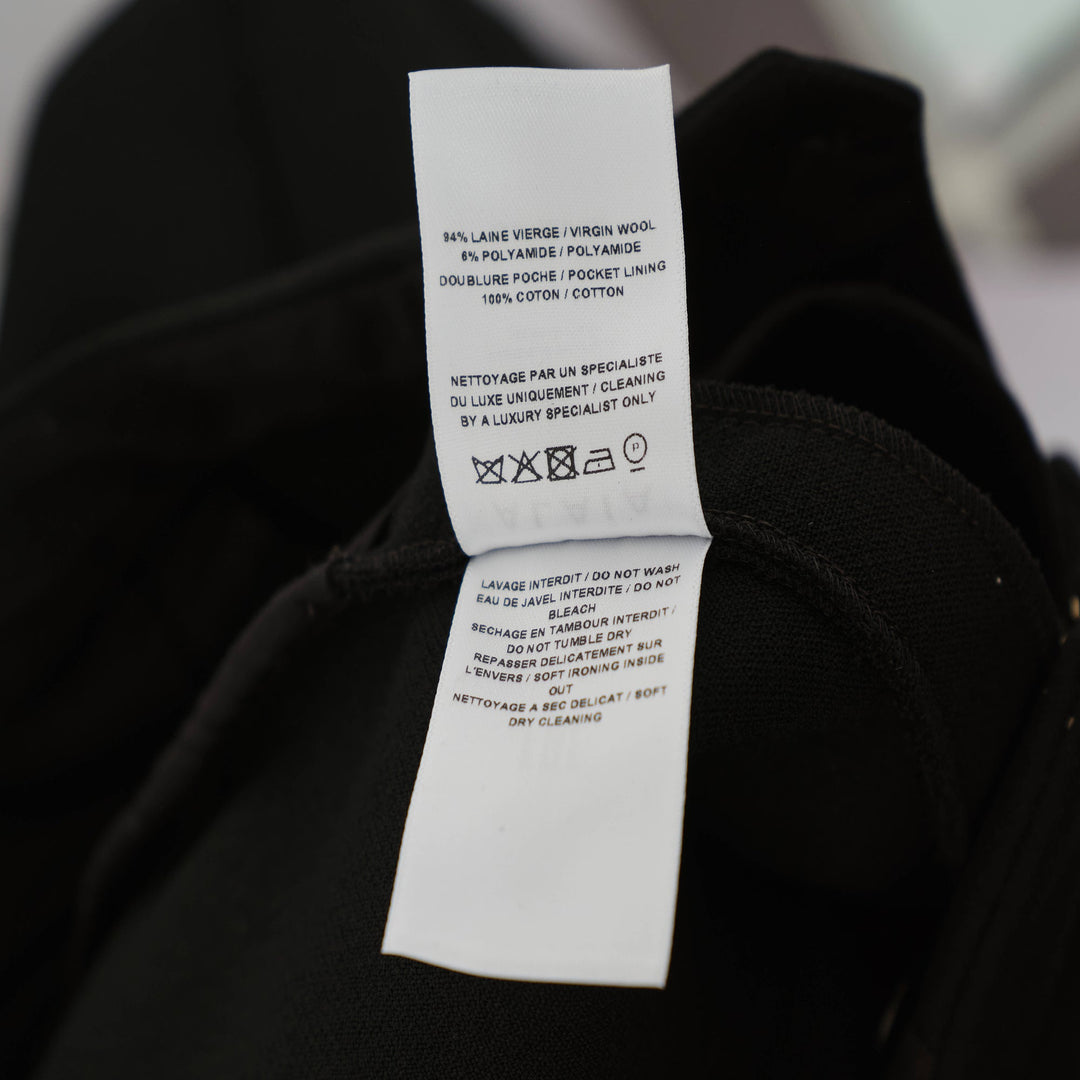 94% LAINE VIERGE / VIRGIN WOOL
6% POLYAMIDE / POLYAMIDE
DOUBLURE POCHE / POCKET LINING
100% COTON / COTTON
NETTOYAGE PAR UN SPECIALISTE
DU LUXE UNIQUEMENT / CLEANING
BY A LUXURY SPECIALIST ONLY
P
LAVAGE INTERDIT / DO NOT WASH
EAU DE JAVEL INTERDITE / DO NOT
BLEACH
SECHAGE EN TAMBOUR INTERDIT /
DO NOT TUMBLE DRY
REPASSER DELICATEMENT SUR
L'ENVERS / SOFT IRONING INSIDE
OUT
NETTOYAGE A SEC DELICAT / SOFT
DRY CLEANING